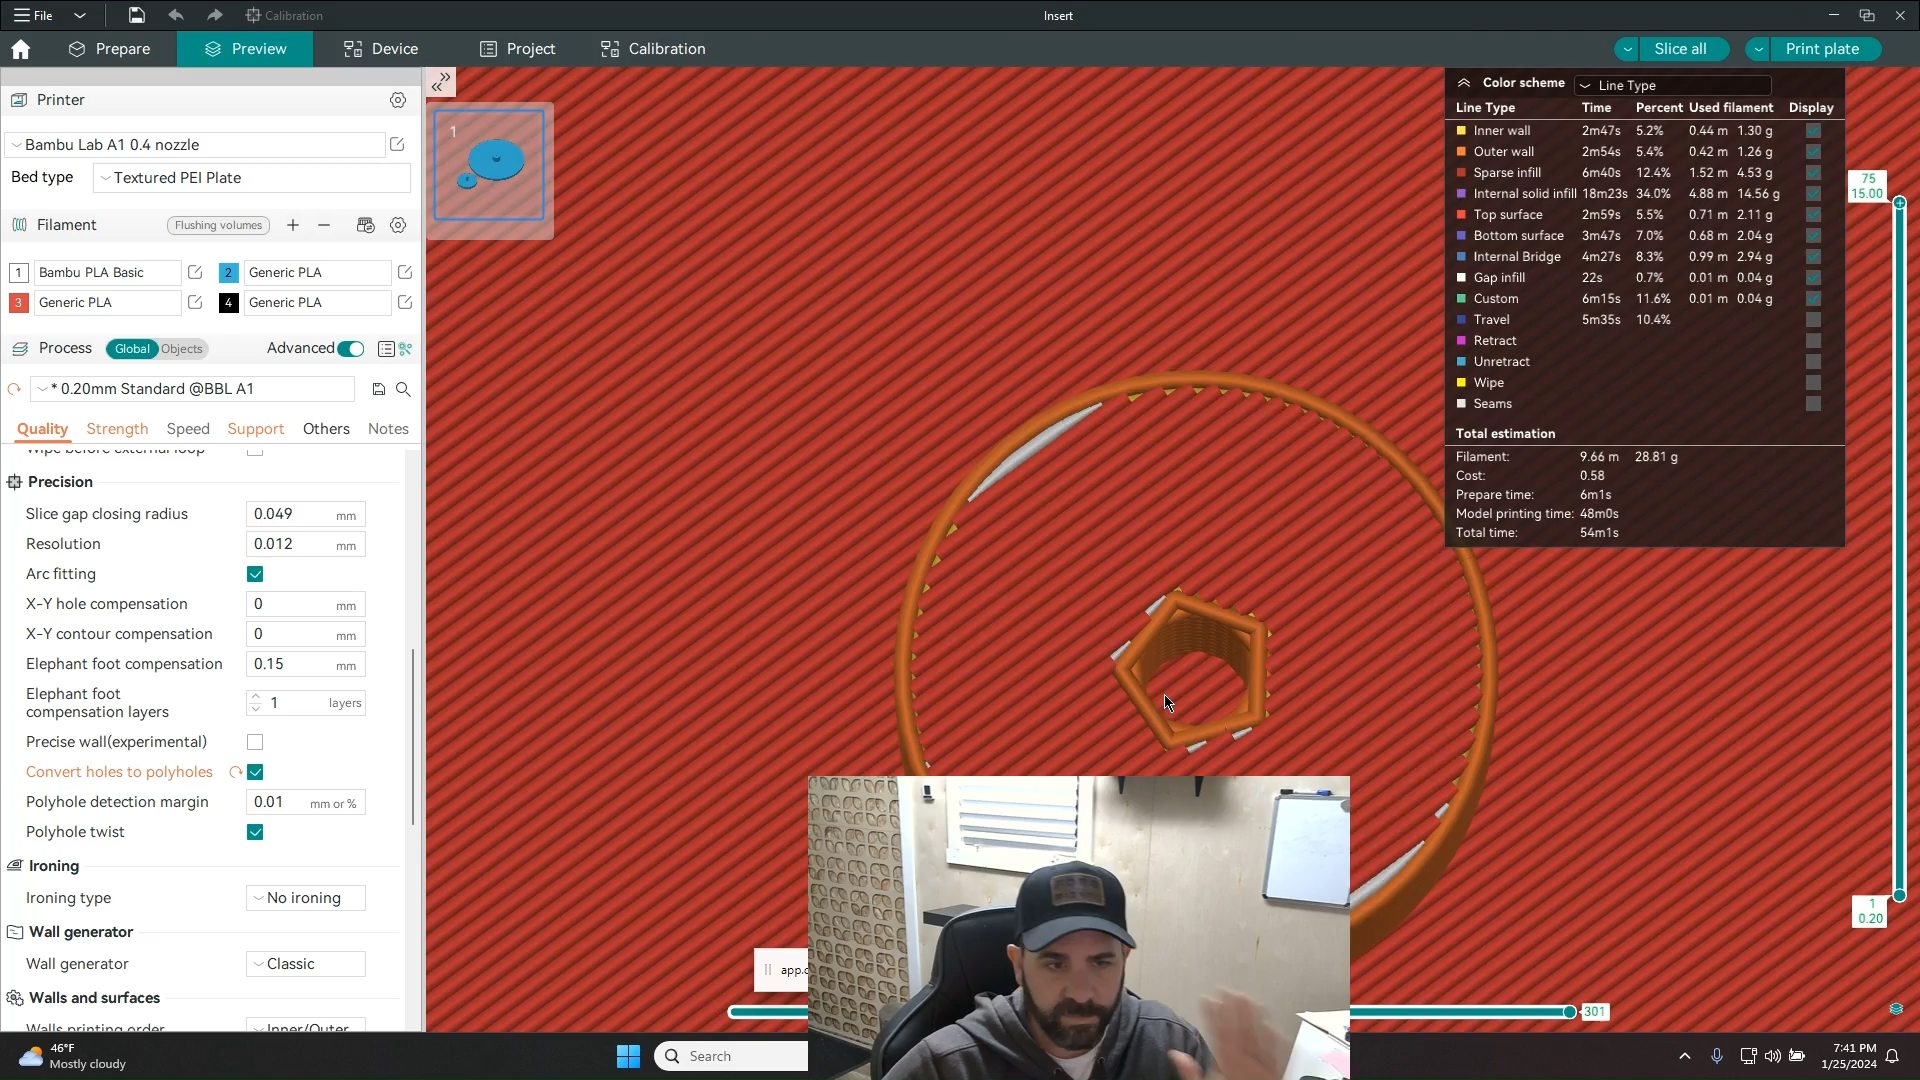 File
Calibration
Insert
Prepare
Preview
Device
Project
Calibration
Slice all
Print plate
Printer
Bambu Lab A1 0.4 nozzle
Bed type
Textured PEI Plate
Filament
Flushing volumes
1 Bambu PLA Basic
2 Generic PLA
3 Generic PLA
4 Generic PLA
Process
Global
Objects
Advanced
* 0.20mm Standard @BBL A1
Quality
Strength
Speed
Support
Others
Notes
Wipe before external loop
Precision
Slice gap closing radius 0.049 mm
Resolution 0.012 mm
Arc fitting
X-Y hole compensation 0 mm
X-Y contour compensation 0 mm
Elephant foot compensation 0.15 mm
Elephant foot
compensation layers 1 layers
Precise wall(experimental)
Convert holes to polyholes
Polyhole detection margin 0.01 mm or %
Polyhole twist
Ironing
Ironing type No ironing
Wall generator
Wall generator Classic
Walls and surfaces
Walls printing order Inner/Outer
1
Color scheme Line Type
Line Type Time Percent Used filament Display
Inner wall 2m47s 5.2% 0.44 m 1.30 g
Outer wall 2m54s 5.4% 0.42 m 1.26 g
Sparse infill 6m40s 12.4% 1.52 m 4.53 g
Internal solid infill 18m23s 34.0% 4.88 m 14.56 g
Top surface 2m59s 5.5% 0.71 m 2.11 g
Bottom surface 3m47s 7.0% 0.68 m 2.04 g
Internal Bridge 4m27s 8.3% 0.99 m 2.94 g
Gap infill 22s 0.7% 0.01 m 0.04 g
Custom 6m15s 11.6% 0.01 m 0.04 g
Travel 5m35s 10.4%
Retract
Unretract
Wipe
Seams
Total estimation
Filament: 9.66 m 28.81 g
Cost: 0.58
Prepare time: 6m1s
Model printing time: 48m0s
Total time: 54m1s
75
15.00
1
0.20
301
46°F
Mostly cloudy
Search
7:41 PM
1/25/2024